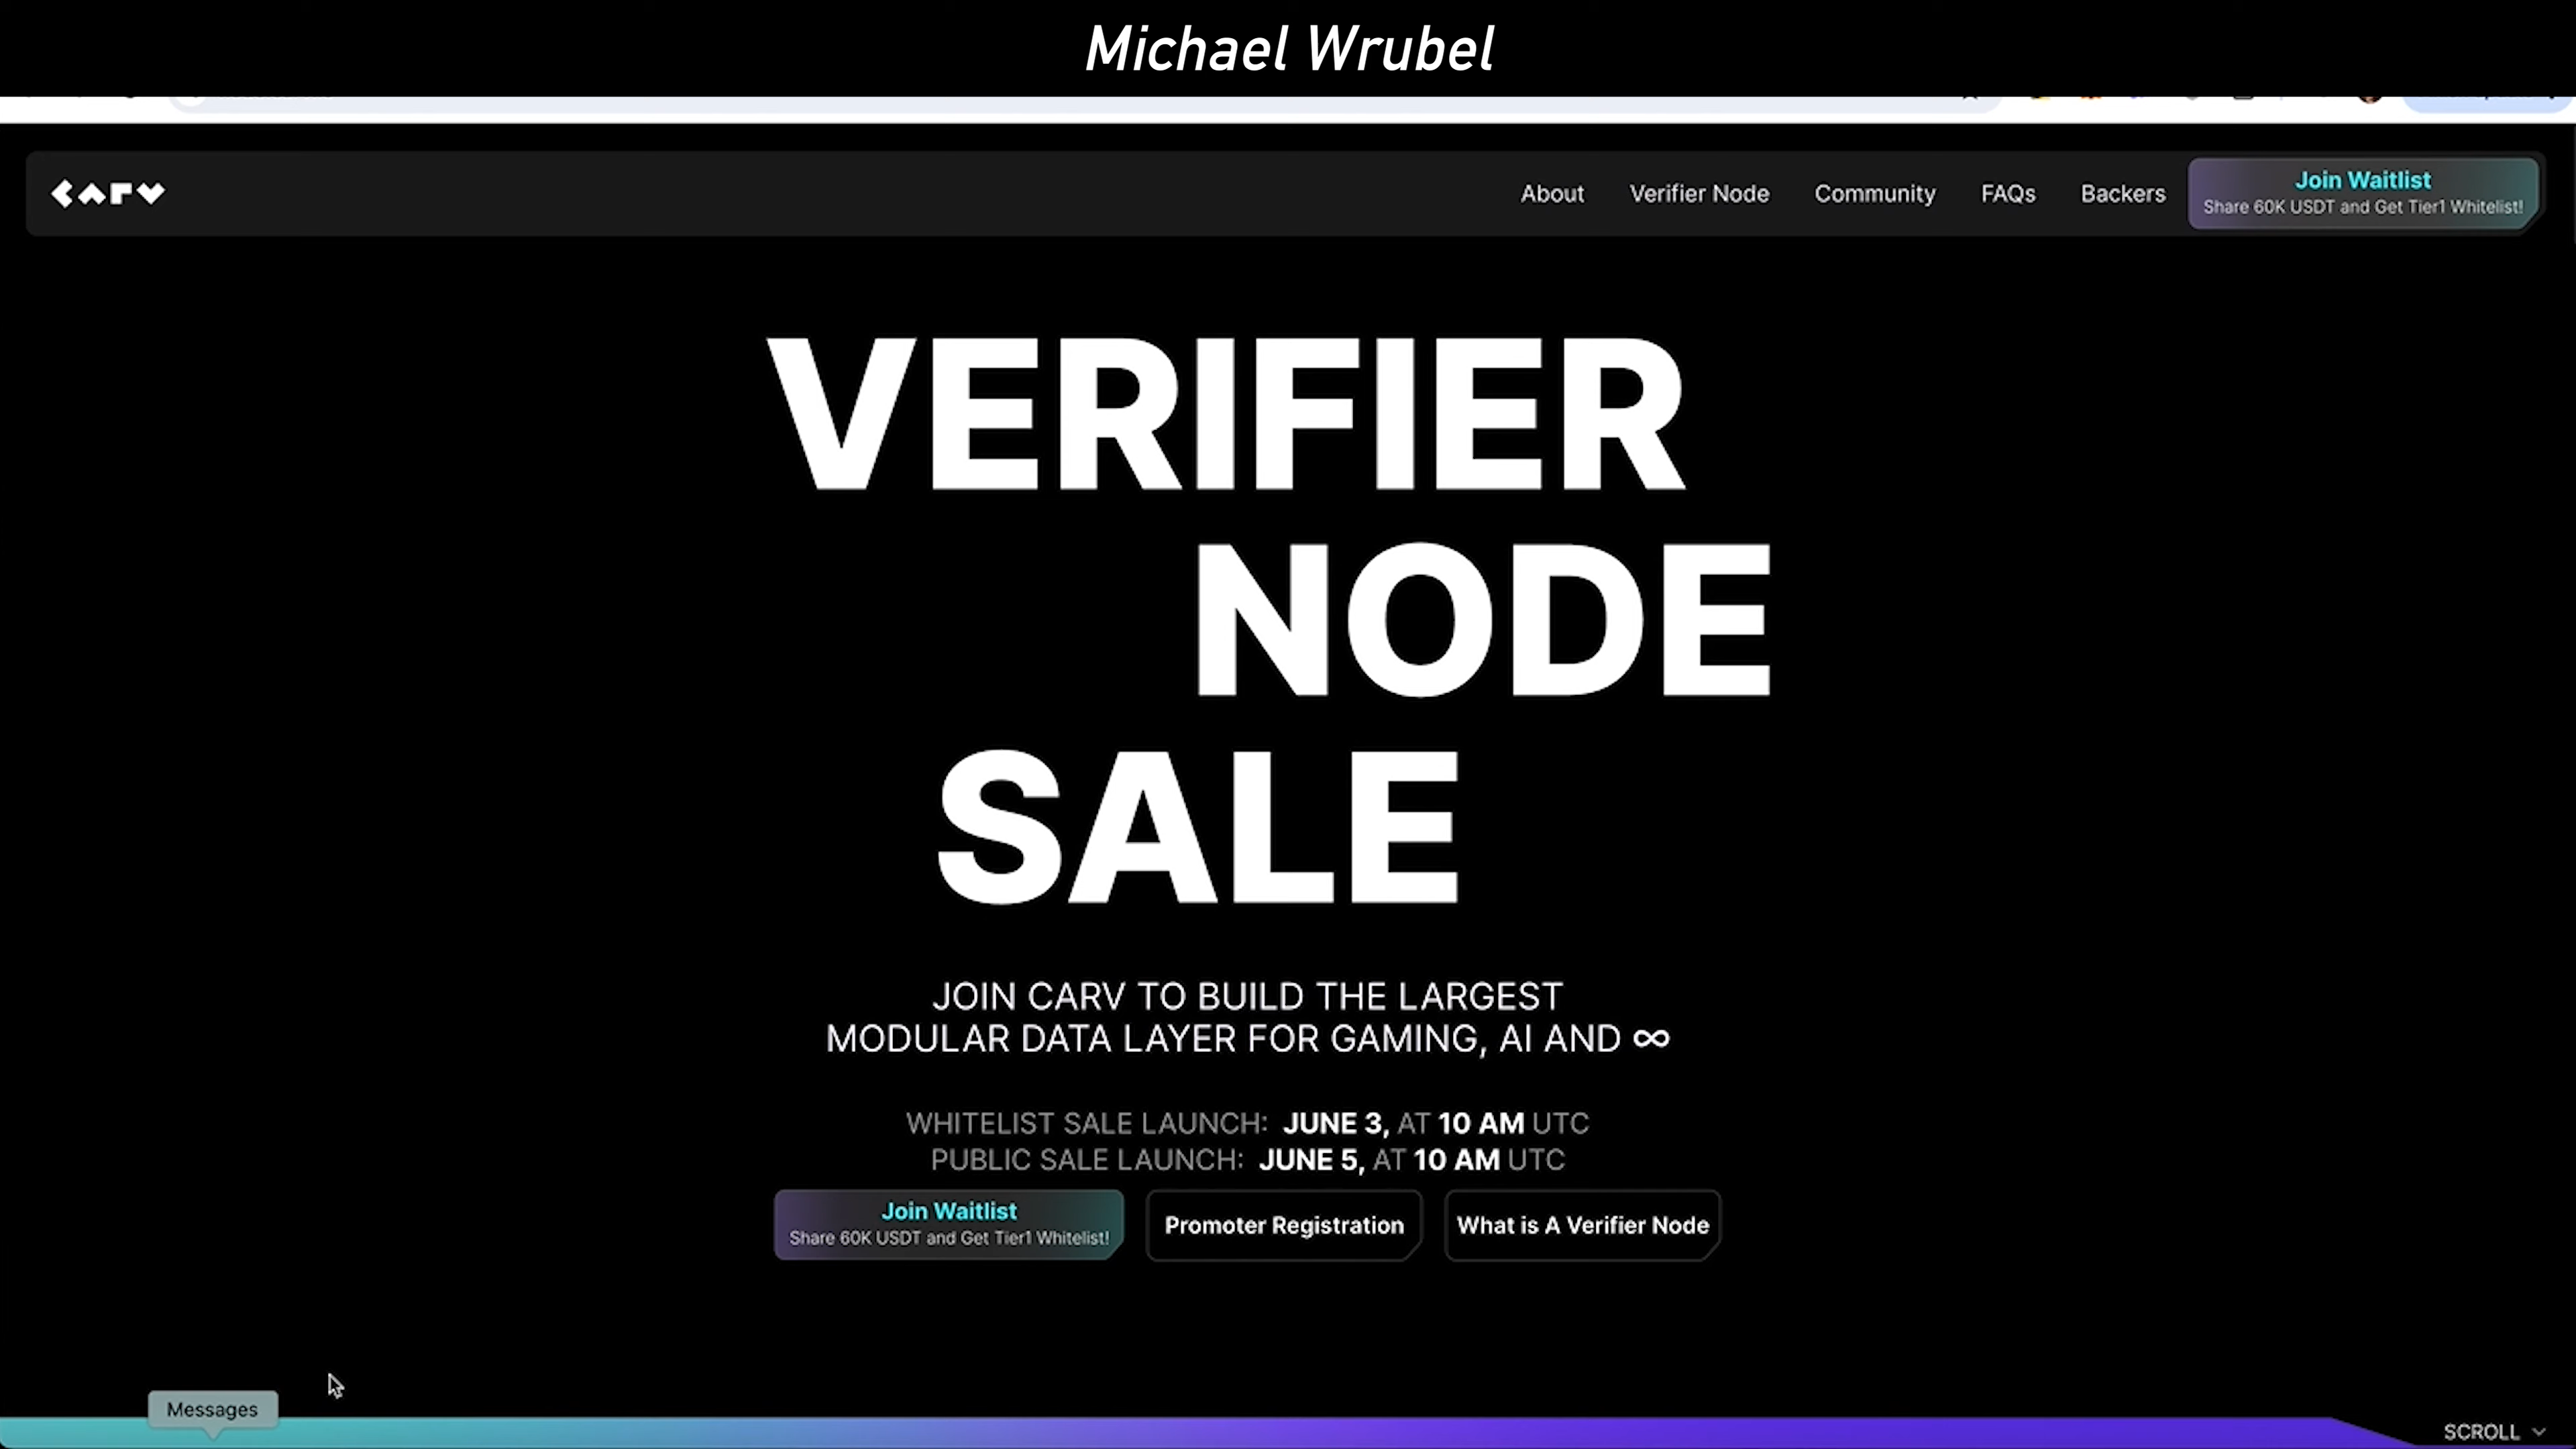 Michael Wrubel
CARV
About
Verifier Node
Community
FAQs
Backers
Join Waitlist
Share 60K USDT and Get Tier1 Whitelist!
VERIFIER
NODE
SALE
JOIN CARV TO BUILD THE LARGEST
MODULAR DATA LAYER FOR GAMING, AI AND ∞
WHITELIST SALE LAUNCH: JUNE 3, AT 10 AM UTC
PUBLIC SALE LAUNCH: JUNE 5, AT 10 AM UTC
Join Waitlist
Share 60K USDT and Get Tier1 Whitelist!
Promoter Registration
What is A Verifier Node
Messages
SCROLL